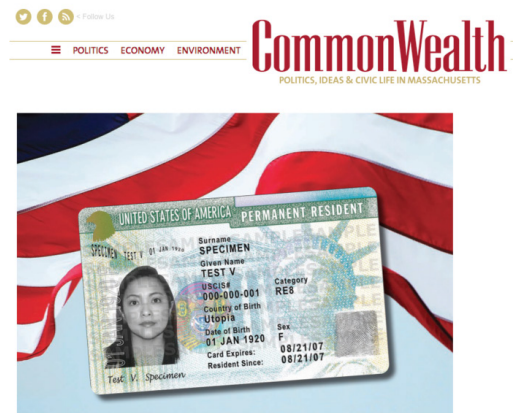 < Follow Us
POLITICS ECONOMY ENVIRONMENT
CommonWealth
POLITICS, IDEAS & CIVIC LIFE IN MASSACHUSETTS
UNITED STATES OF AMERICA PERMANENT RESIDENT
SPECIMEN TEST V 01 JAN 1920
Surname
SPECIMEN
Given Name
TEST V
USCIS#
000-000-001
Category
RE8
Country of Birth
Utopia
Date of Birth
01 JAN 1920
Sex
F
Card Expires:
08/21/07
Resident Since:
08/21/07
Test V. Specimen